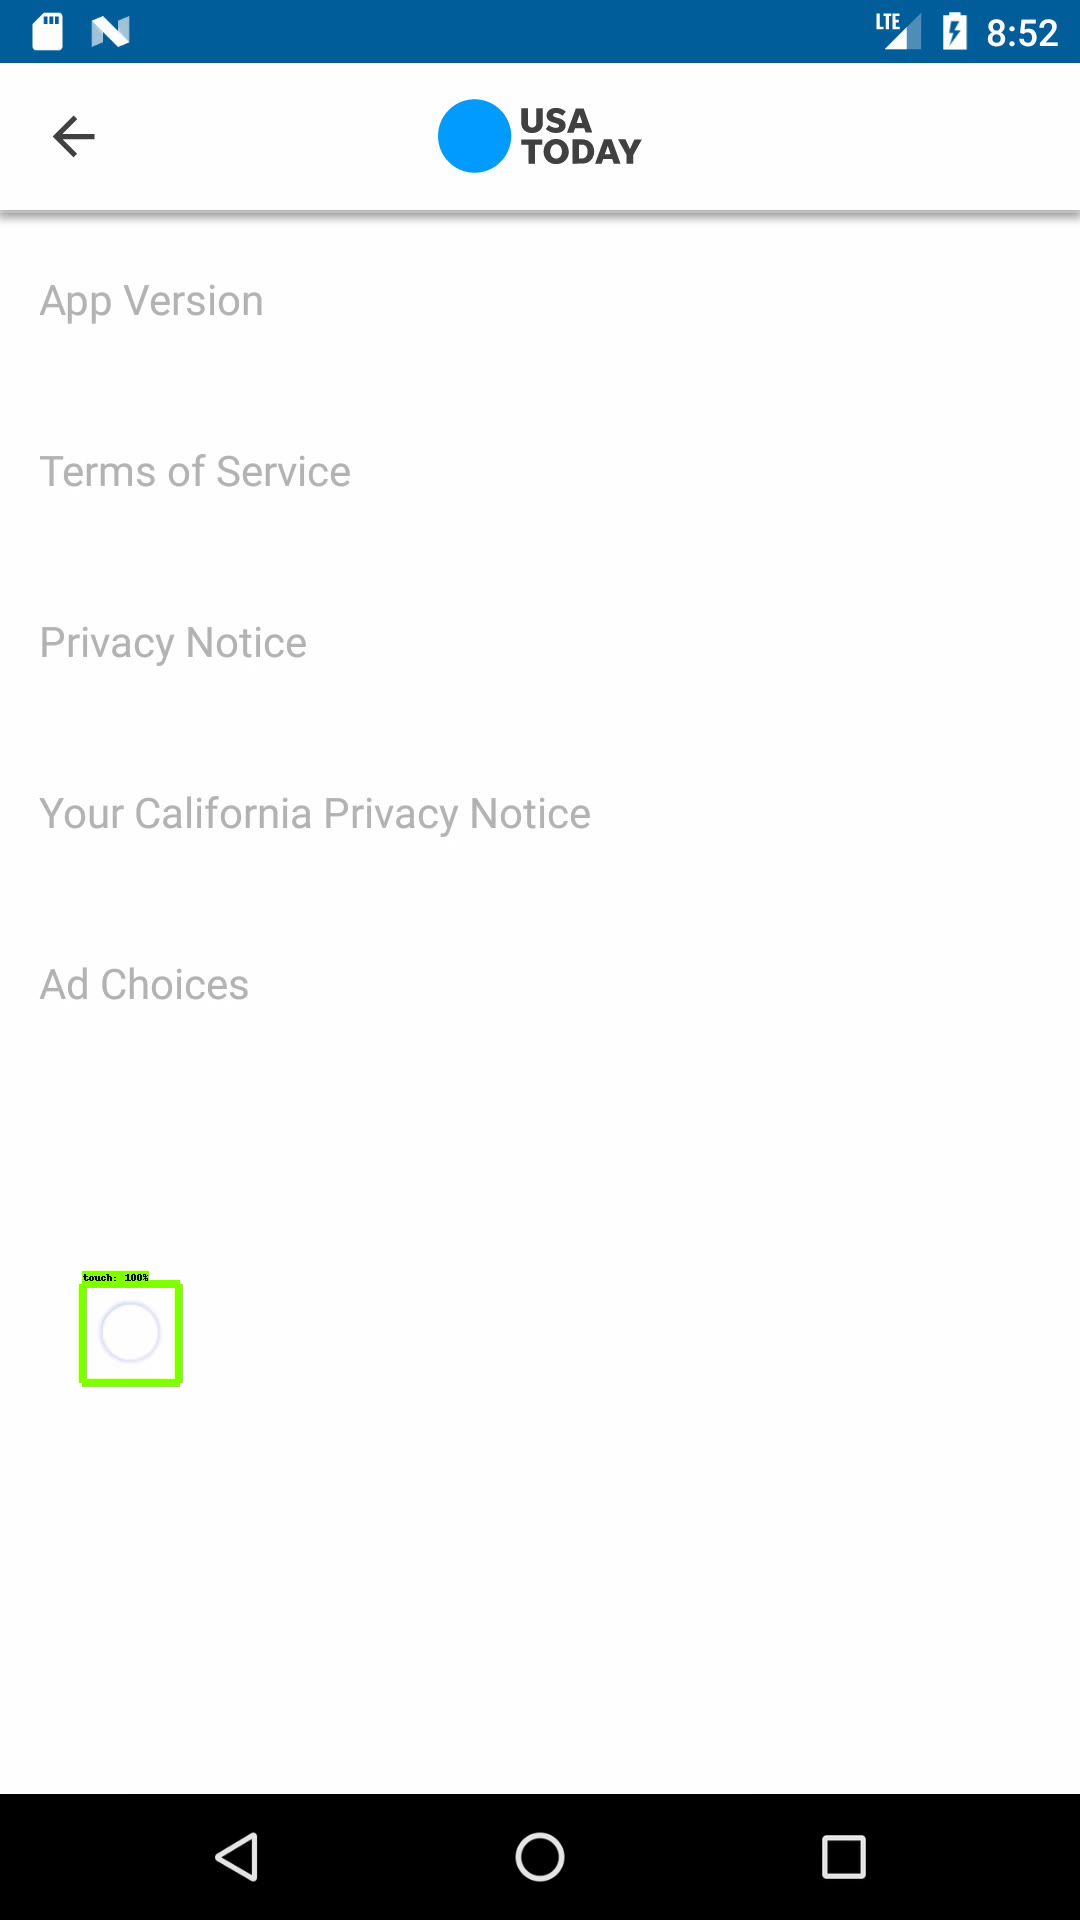 LTE 8:52
USA
TODAY
App Version
Terms of Service
Privacy Notice
Your California Privacy Notice
Ad Choices
touch: 100%